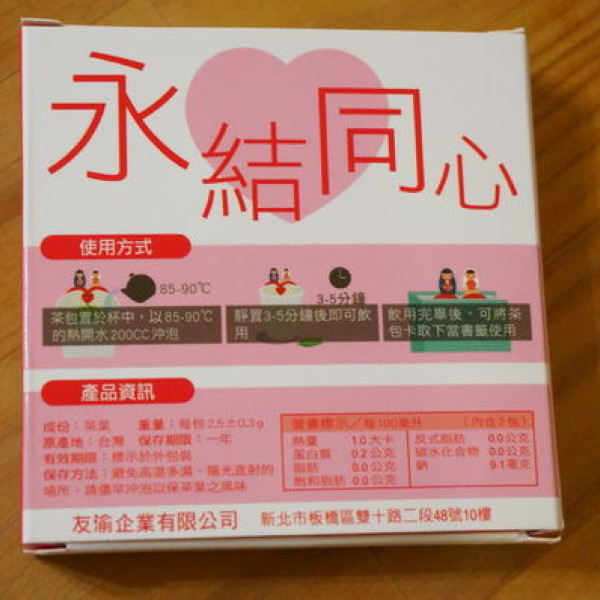 永結同心
使用方式
85-90℃
3-5分鐘
茶包置於杯中，以85-90℃
的熱開水200CC沖泡
靜置3-5分鐘後即可飲
用
飲用完畢後，可將茶
包卡取下當書籤使用
產品資訊
成份：茶葉 重量：每包2.5±0.3g
原產地：台灣 保存期限：一年
有效期限：標示於外包裝
保存方法：避免高溫多濕、陽光直射的
場所，請儘早沖泡以保茶葉之風味
營養標示／每100毫升 （內含2包）
熱量 1.0大卡 反式脂肪 0.0公克
蛋白質 0.2公克 碳水化合物 0.0公克
脂肪 0.0公克 鈉 9.1毫克
飽和脂肪 0.0公克
友渝企業有限公司 新北市板橋區雙十路二段48號10樓